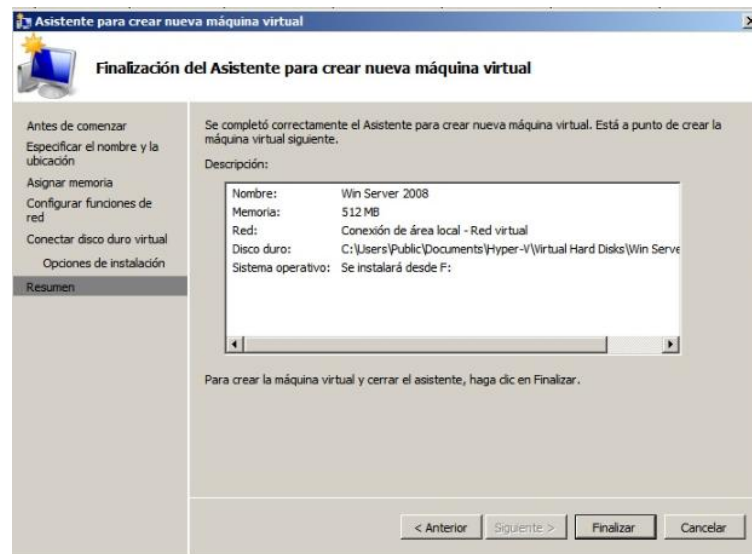 Asistente para crear nueva máquina virtual
Finalización del Asistente para crear nueva máquina virtual
Antes de comenzar
Especificar el nombre y la
ubicación
Asignar memoria
Configurar funciones de
red
Conectar disco duro virtual
Opciones de instalación
Resumen
Se completó correctamente el Asistente para crear nueva máquina virtual. Está a punto de crear la
máquina virtual siguiente.
Descripción:
Nombre: Win Server 2008
Memoria: 512 MB
Red: Conexión de área local - Red virtual
Disco duro: C:\Users\Public\Documents\Hyper-V\Virtual Hard Disks\Win Serve
Sistema operativo: Se instalará desde F:
Para crear la máquina virtual y cerrar el asistente, haga clic en Finalizar.
< Anterior Siguiente > Finalizar Cancelar